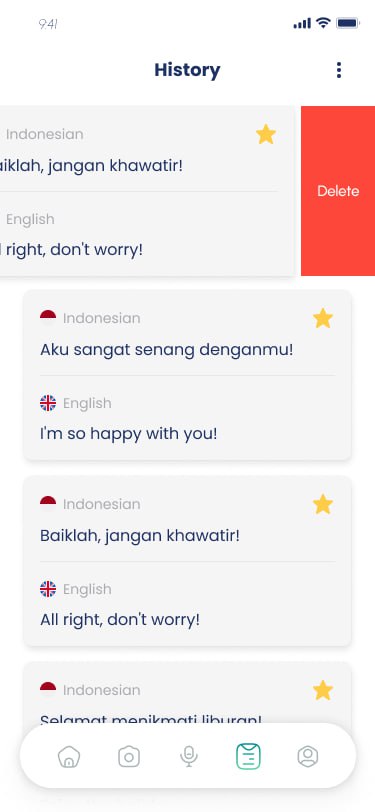 9:41
History
Indonesian
aiklah, jangan khawatir!
English
l right, don't worry!
Delete
Indonesian
Aku sangat senang denganmu!
English
I'm so happy with you!
Indonesian
Baiklah, jangan khawatir!
English
All right, don't worry!
Indonesian
Selamat menikmati liburan!